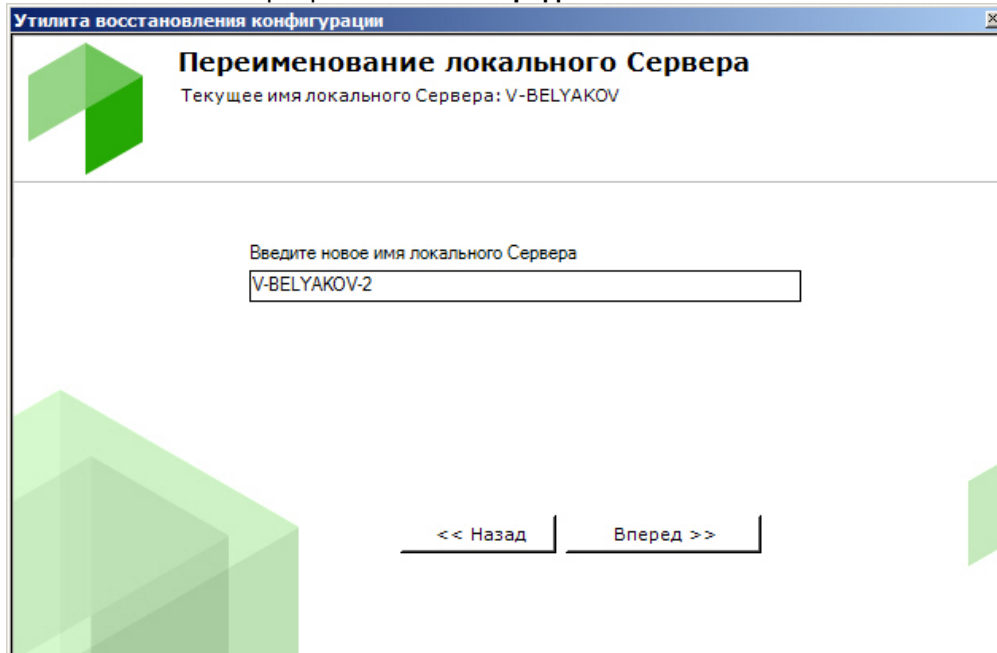 Утилита восстановления конфигурации
Переименование локального Сервера
Текущее имя локального Сервера: V-BELYAKOV
Введите новое имя локального Сервера
V-BELYAKOV-2
<< Назад
Вперед >>